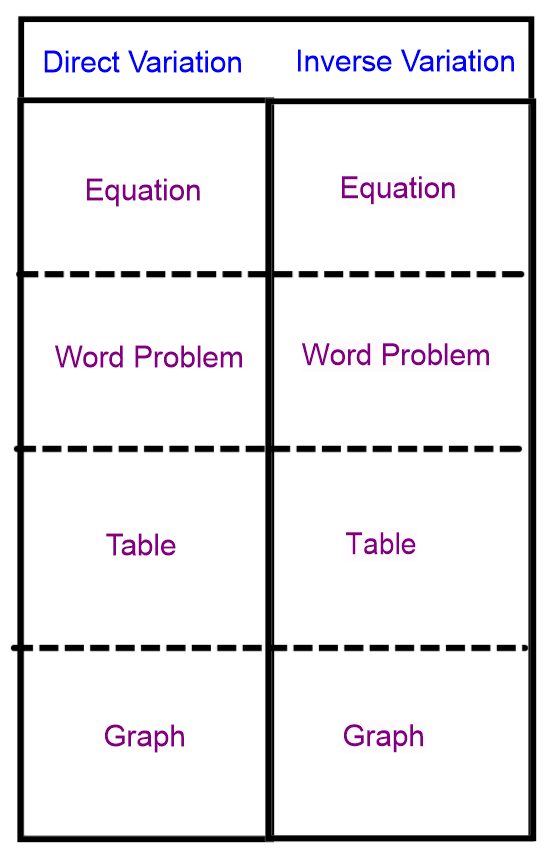 Direct Variation Inverse Variation
Equation Equation
Word Problem Word Problem
Table Table
Graph Graph